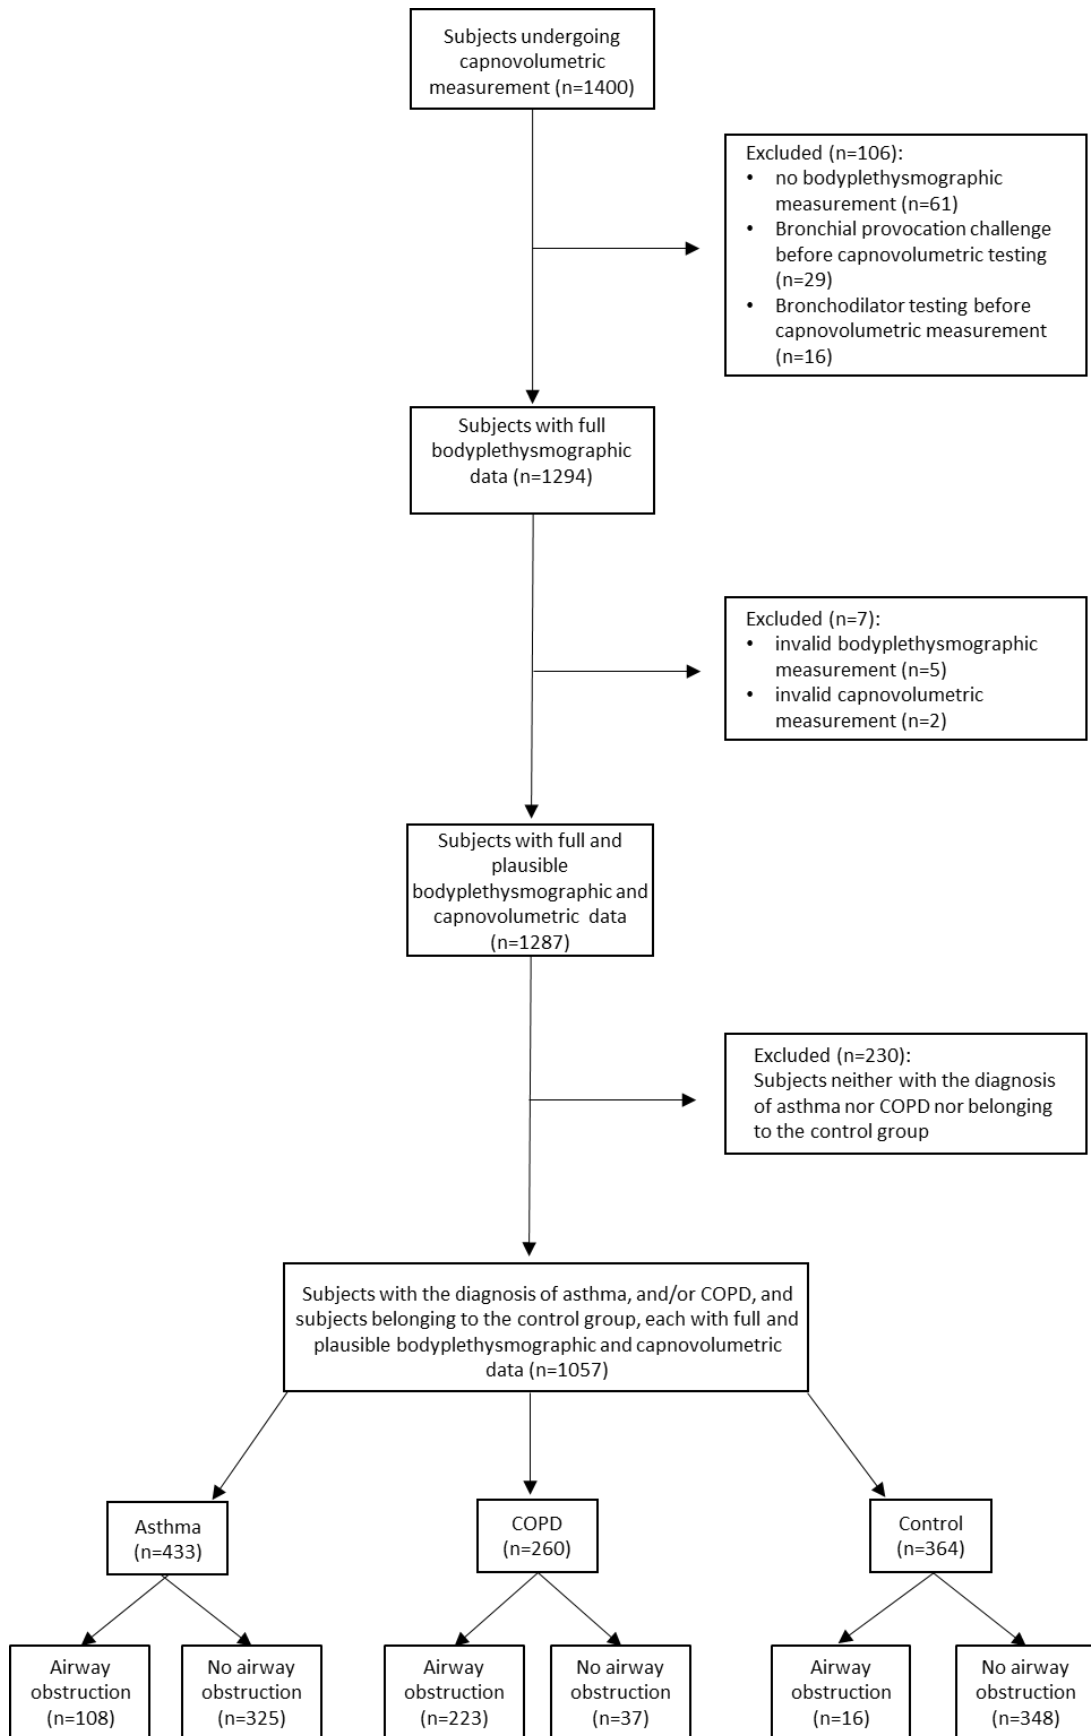 Subjects undergoing
capnovolumetric
measurement (n=1400)
Excluded (n=106):
• no bodyplethysmographic
measurement (n=61)
• Bronchial provocation challenge
before capnovolumetric testing
(n=29)
• Bronchodilator testing before
capnovolumetric measurement
(n=16)
Subjects with full
bodyplethysmographic
data (n=1294)
Excluded (n=7):
• invalid bodyplethysmographic
measurement (n=5)
• invalid capnovolumetric
measurement (n=2)
Subjects with full and
plausible
bodyplethysmographic and
capnovolumetric data
(n=1287)
Excluded (n=230):
Subjects neither with the diagnosis
of asthma nor COPD nor belonging
to the control group
Subjects with the diagnosis of asthma, and/or COPD, and
subjects belonging to the control group, each with full and
plausible bodyplethysmographic and capnovolumetric
data (n=1057)
Asthma
(n=433)
COPD
(n=260)
Control
(n=364)
Airway
obstruction
(n=108)
No airway
obstruction
(n=325)
Airway
obstruction
(n=223)
No airway
obstruction
(n=37)
Airway
obstruction
(n=16)
No airway
obstruction
(n=348)